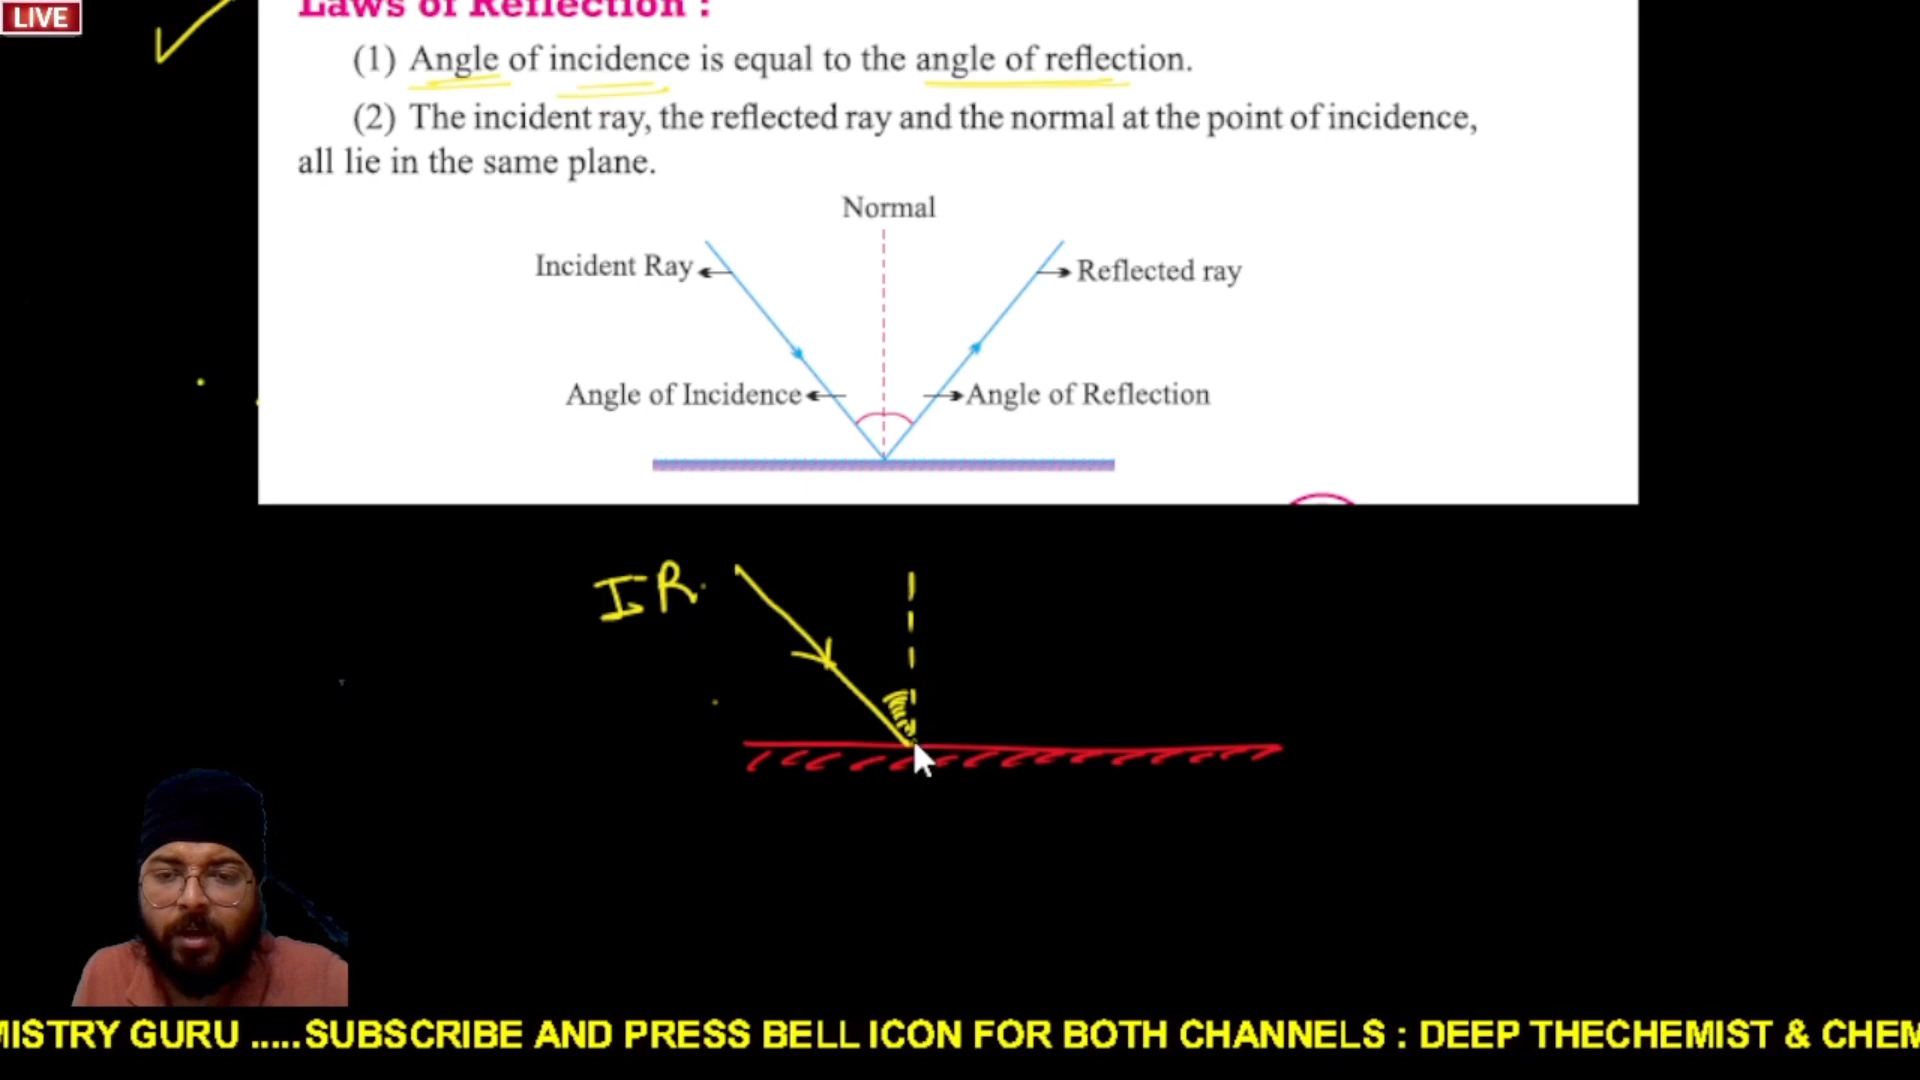 LIVE
Laws of Reflection :
(1) Angle of incidence is equal to the angle of reflection.
(2) The incident ray, the reflected ray and the normal at the point of incidence,
all lie in the same plane.
Normal
Incident Ray
Reflected ray
Angle of Incidence
Angle of Reflection
I R.
MISTRY GURU .....SUBSCRIBE AND PRESS BELL ICON FOR BOTH CHANNELS : DEEP THECHEMIST & CHEM